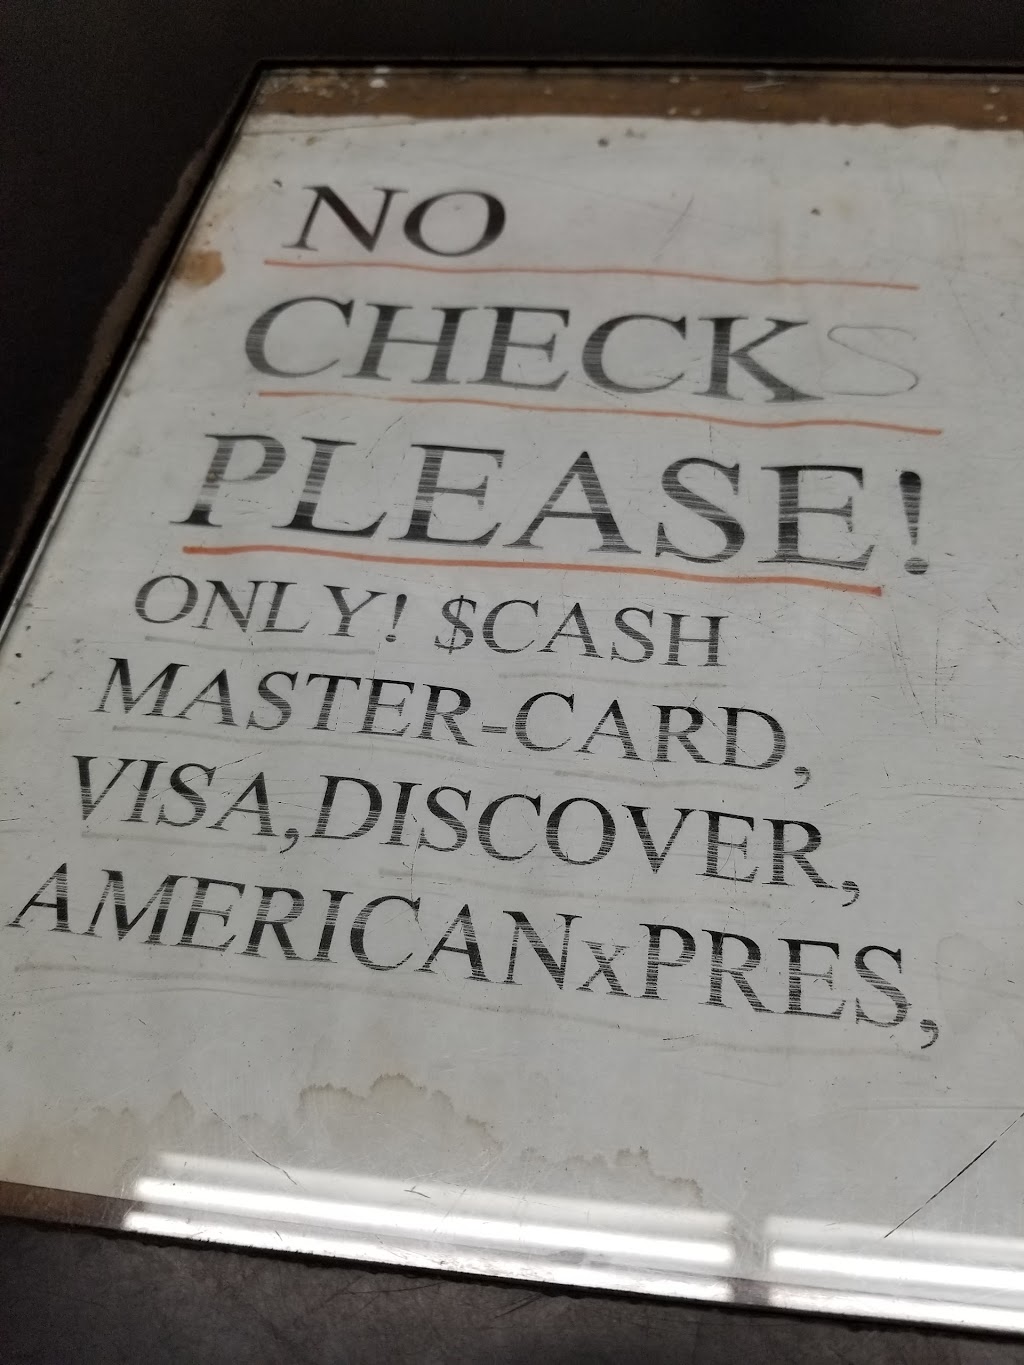 NO
CHECKS
PLEASE!
ONLY! $CASH
MASTER-CARD,
VISA,DISCOVER,
AMERICANxPRES,